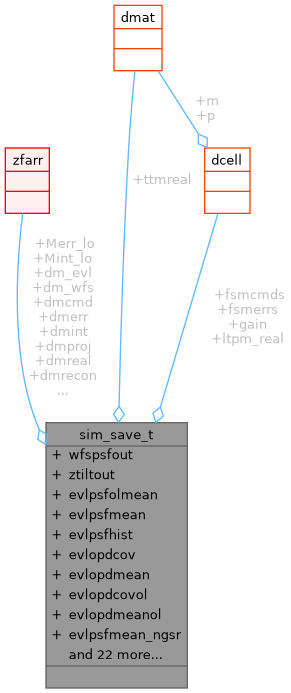 dmat
+m
+p
zfarr
dcell
+ttmreal
+Merr_lo
+Mint_lo
+dm_evl
+dm_wfs
+dmcmd
+dmerr
+dmint
+dmproj
+dmreal
+dmrecon
...
+fsmcmds
+fsmerrs
+gain
+ltpm_real
sim_save_t
+ wfspsfout
+ ztiltout
+ evlpsfolmean
+ evlpsfmean
+ evlpsfhist
+ evlopdcov
+ evlopdmean
+ evlopdcovol
+ evlopdmeanol
+ evlpsfmean_ngsr
and 22 more...